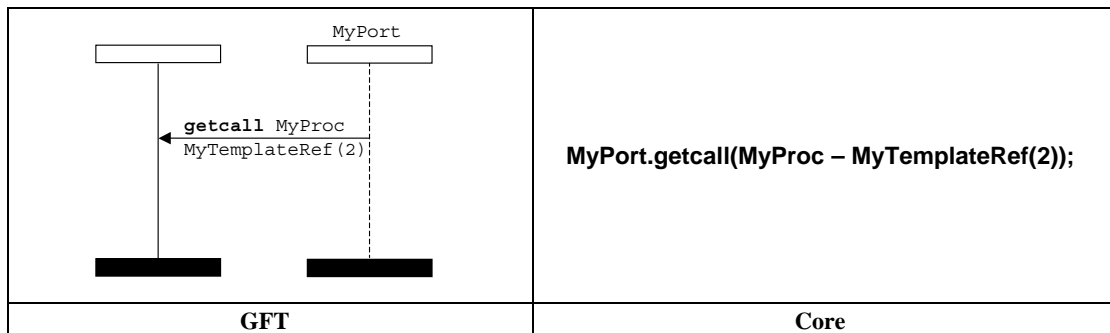 MyPort
getcall MyProc
MyTemplateRef(2)
MyPort.getcall(MyProc – MyTemplateRef(2));
GFT
Core